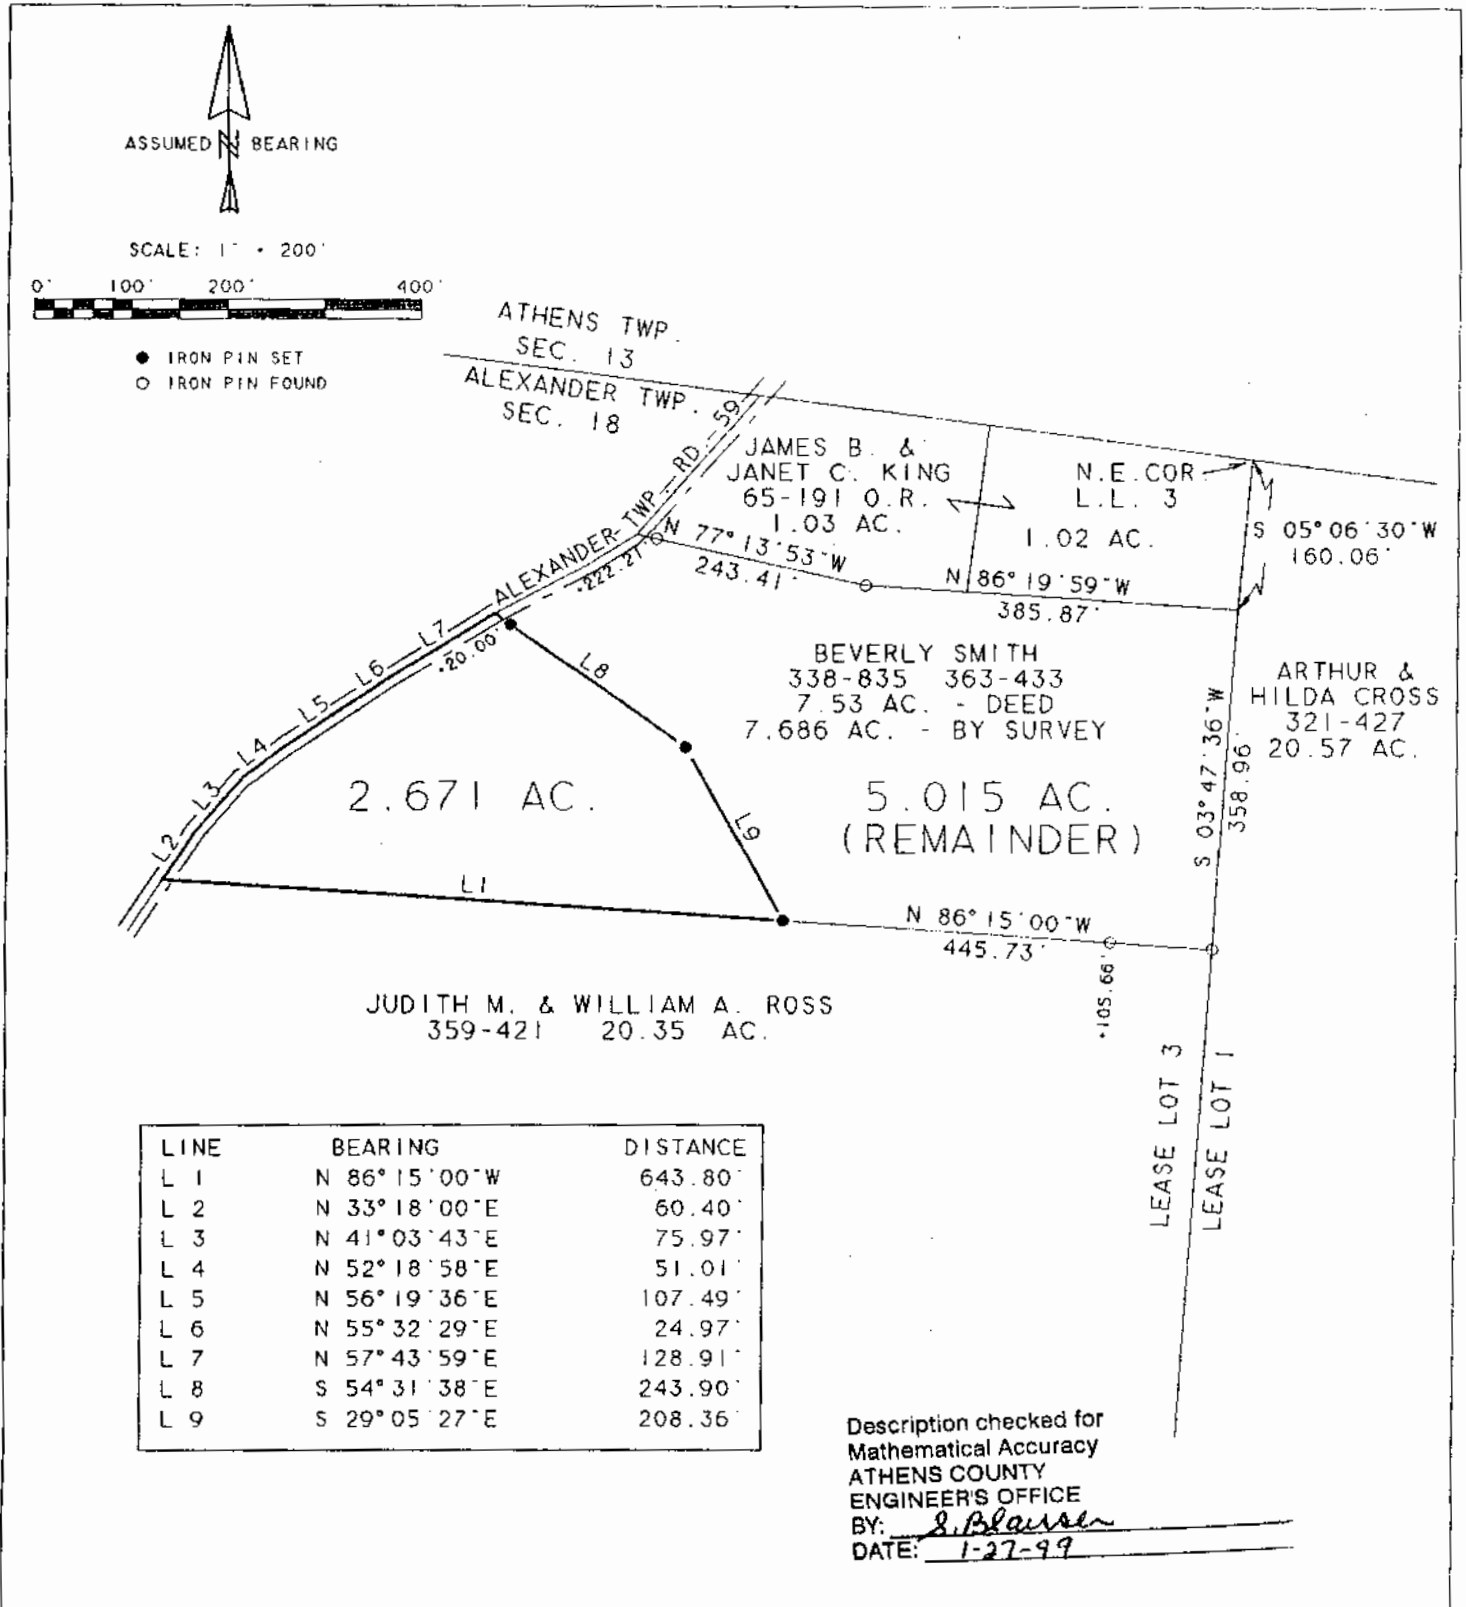 ASSUMED N BEARING
SCALE: 1" = 200'
0' 100' 200' 400'
● IRON PIN SET
○ IRON PIN FOUND
ATHENS TWP.
SEC. 13
ALEXANDER TWP.
SEC. 18
ALEXANDER TWP. RD. 59
JAMES B. &
JANET C. KING
65-191 O.R.
1.03 AC.
N.E.COR.
L.L. 3
1.02 AC.
S 05°06'30"W
160.06'
N 77°13'53"W
243.41'
N 86°19'59"W
385.87'
222.21'
20.00'
L7
L6
L5
L4
L3
L2
L8
L9
L1
BEVERLY SMITH
338-835 363-433
7.53 AC. - DEED
7.686 AC. - BY SURVEY
ARTHUR &
HILDA CROSS
321-427
20.57 AC.
S 03°47'36"W
358.96'
2.671 AC.
5.015 AC.
(REMAINDER)
N 86°15'00"W
445.73'
105.66'
JUDITH M. & WILLIAM A. ROSS
359-421 20.35 AC.
LEASE LOT 3
LEASE LOT 1
LINE BEARING DISTANCE
L 1 N 86°15'00"W 643.80'
L 2 N 33°18'00"E 60.40'
L 3 N 41°03'43"E 75.97'
L 4 N 52°18'58"E 51.01'
L 5 N 56°19'36"E 107.49'
L 6 N 55°32'29"E 24.97'
L 7 N 57°43'59"E 128.91'
L 8 S 54°31'38"E 243.90'
L 9 S 29°05'27"E 208.36'
Description checked for
Mathematical Accuracy
ATHENS COUNTY
ENGINEER'S OFFICE
BY: S.
DATE: 1-27-99